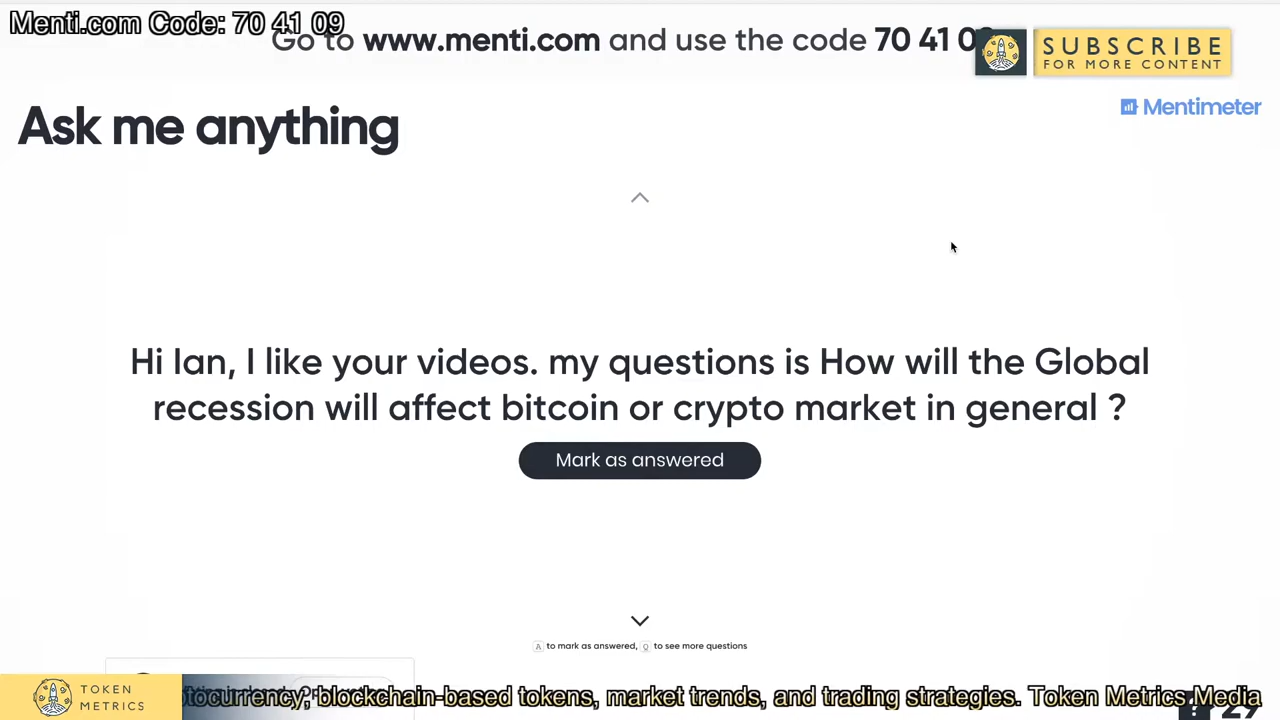 Menti.com Code: 70 41 09
Go to www.menti.com and use the code 70 41 0
SUBSCRIBE
FOR MORE CONTENT
Ask me anything
Mentimeter
Hi Ian, I like your videos. my questions is How will the Global
recession will affect bitcoin or crypto market in general ?
Mark as answered
A to mark as answered, Q to see more questions
TOKEN
METRICS
tocurrency, blockchain-based tokens, market trends, and trading strategies. Token Metrics Media
? 29